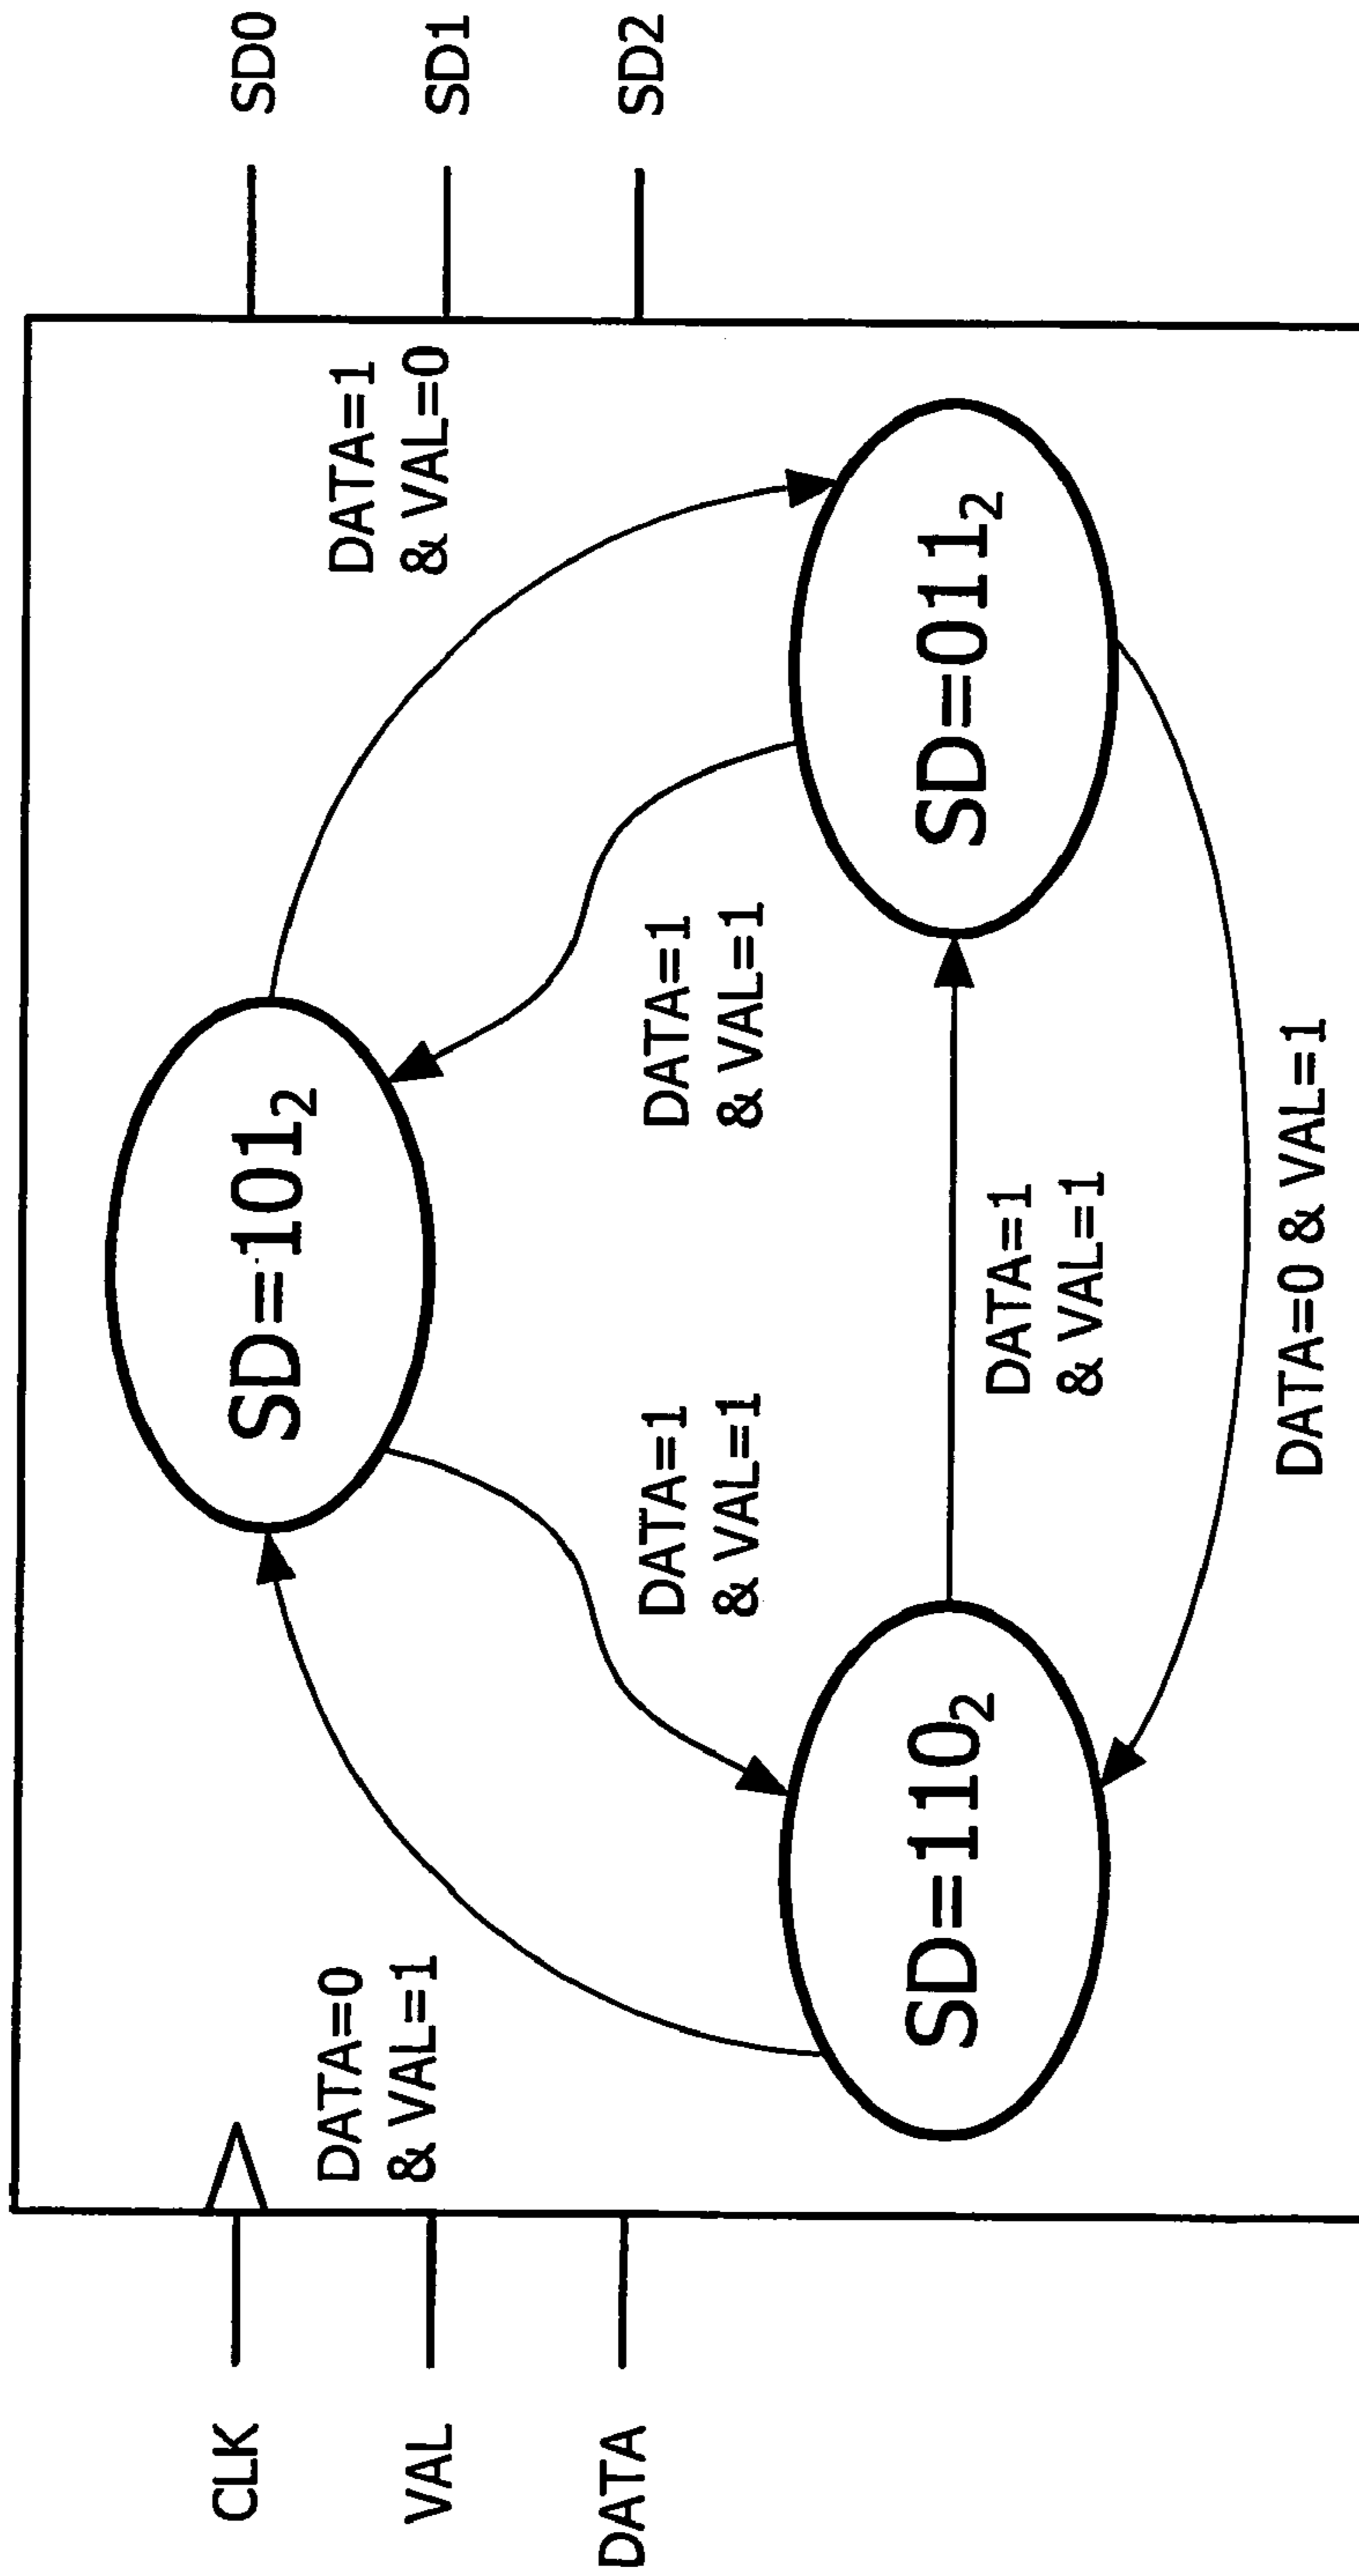 CLK
VAL
DATA
SD0
SD1
SD2
DATA=0
& VAL=1
SD=101₂
DATA=1
& VAL=0
DATA=1
& VAL=1
DATA=1
& VAL=1
SD=110₂
DATA=1
& VAL=1
SD=011₂
DATA=0 & VAL=1